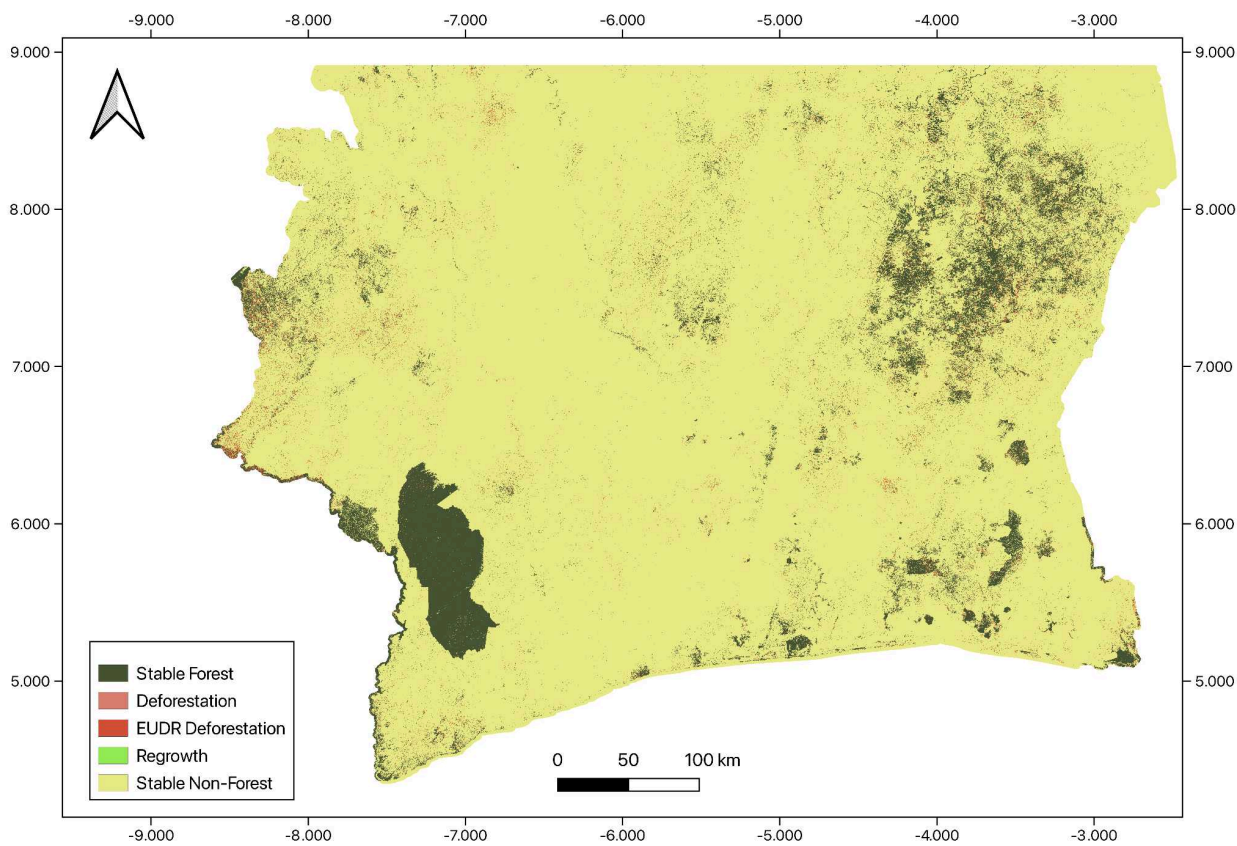 -9.000 -8.000 -7.000 -6.000 -5.000 -4.000 -3.000
9.000 9.000
8.000 8.000
7.000 7.000
6.000 6.000
5.000 5.000
Stable Forest
Deforestation
EUDR Deforestation
Regrowth
Stable Non-Forest
0 50 100 km
-9.000 -8.000 -7.000 -6.000 -5.000 -4.000 -3.000